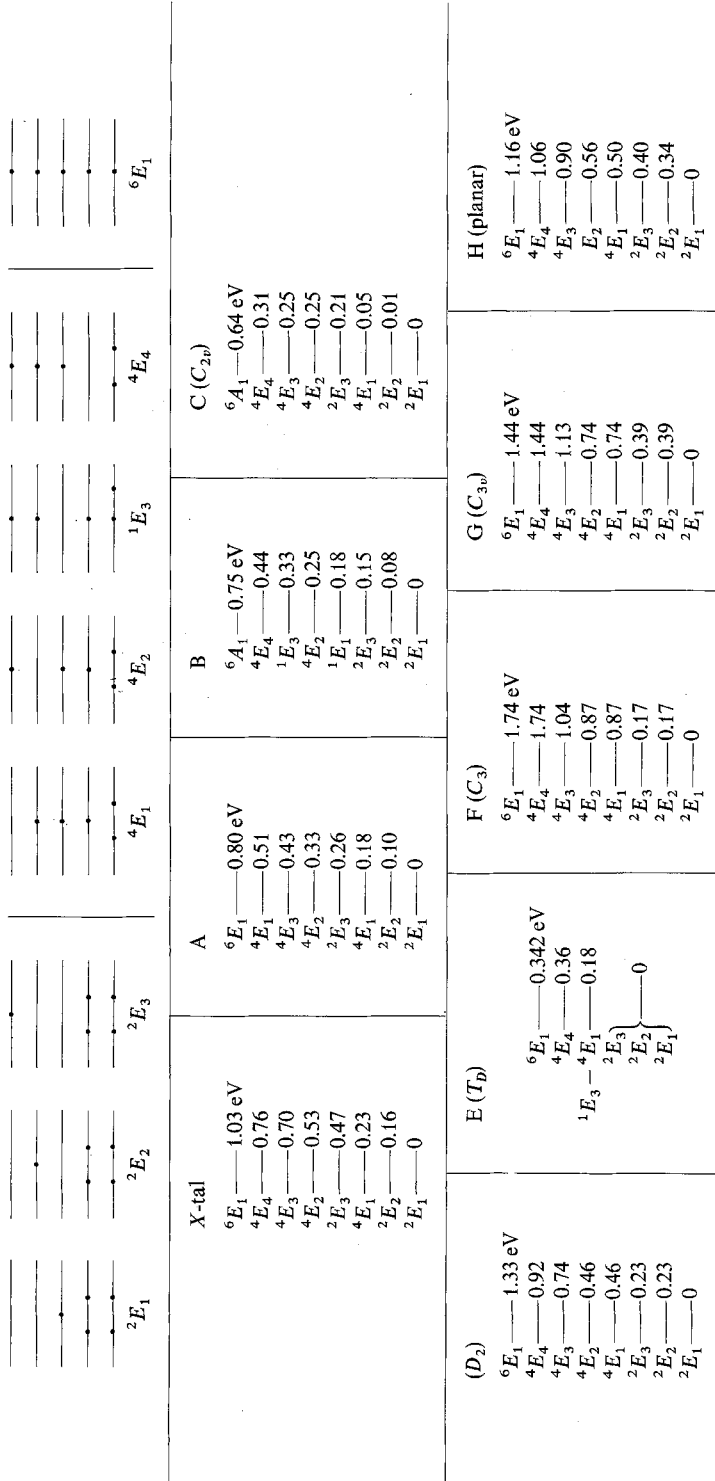 ²E₁ ²E₂ ²E₃ ⁴E₁ ⁴E₂ ¹E₃ ⁴E₄ ⁶E₁
X-tal
⁶E₁ 1.03 eV
⁴E₄ 0.76
⁴E₃ 0.70
⁴E₂ 0.53
²E₃ 0.47
⁴E₁ 0.23
²E₂ 0.16
²E₁ 0
A
⁶E₁ 0.80 eV
⁴E₁ 0.51
⁴E₃ 0.43
⁴E₂ 0.33
²E₃ 0.26
⁴E₁ 0.18
²E₂ 0.10
²E₁ 0
B
⁶A₁ 0.75 eV
⁴E₄ 0.44
¹E₃ 0.33
⁴E₂ 0.25
¹E₁ 0.18
²E₃ 0.15
²E₂ 0.08
²E₁ 0
C (C₂ᵥ)
⁶A₁ 0.64 eV
⁴E₄ 0.31
⁴E₃ 0.25
⁴E₂ 0.25
²E₃ 0.21
⁴E₁ 0.05
²E₂ 0.01
²E₁ 0
(D₂)
⁶E₁ 1.33 eV
⁴E₄ 0.92
⁴E₃ 0.74
⁴E₂ 0.46
⁴E₁ 0.46
²E₃ 0.23
²E₂ 0.23
²E₁ 0
E (T_D)
⁶E₁ 0.342 eV
⁴E₄ 0.36
¹E₃ – ⁴E₁ 0.18
²E₃
²E₂ } 0
²E₁
F (C₃)
⁶E₁ 1.74 eV
⁴E₄ 1.74
⁴E₃ 1.04
⁴E₂ 0.87
⁴E₁ 0.87
²E₃ 0.17
²E₂ 0.17
²E₁ 0
G (C₃ᵥ)
⁶E₁ 1.44 eV
⁴E₄ 1.44
⁴E₃ 1.13
⁴E₂ 0.74
⁴E₁ 0.74
²E₃ 0.39
²E₂ 0.39
²E₁ 0
H (planar)
⁶E₁ 1.16 eV
⁴E₄ 1.06
⁴E₃ 0.90
E₂ 0.56
⁴E₁ 0.50
²E₃ 0.40
²E₂ 0.34
²E₁ 0